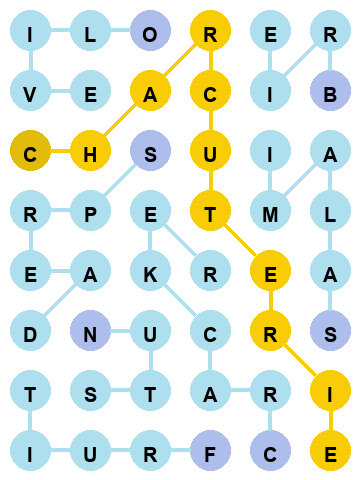 I L O R E R
V E A C I B
C H S U I A
R P E T M L
E A K R E A
D N U C R S
T S T A R I
I U R F C E